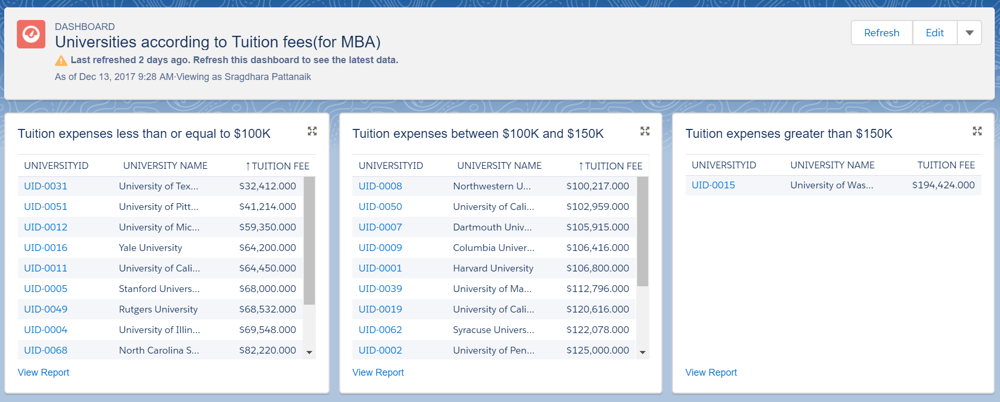 DASHBOARD
Universities according to Tuition fees(for MBA)
Last refreshed 2 days ago. Refresh this dashboard to see the latest data.
As of Dec 13, 2017 9:28 AM·Viewing as Sragdhara Pattanaik
Refresh Edit
Tuition expenses less than or equal to $100K
UNIVERSITYID UNIVERSITY NAME ↑ TUITION FEE
UID-0031 University of Tex... $32,412.000
UID-0051 University of Pitt... $41,214.000
UID-0012 University of Mic... $59,350.000
UID-0016 Yale University $64,200.000
UID-0011 University of Cali... $64,450.000
UID-0005 Stanford Univers... $68,000.000
UID-0049 Rutgers University $68,532.000
UID-0004 University of Illin... $69,548.000
UID-0068 North Carolina S... $82,220.000
View Report
Tuition expenses between $100K and $150K
UNIVERSITYID UNIVERSITY NAME ↑ TUITION FEE
UID-0008 Northwestern U... $100,217.000
UID-0050 University of Cali... $102,959.000
UID-0007 Dartmouth Univ... $105,915.000
UID-0009 Columbia Univer... $106,416.000
UID-0001 Harvard University $106,800.000
UID-0039 University of Ma... $112,796.000
UID-0019 University of Cali... $120,616.000
UID-0062 Syracuse Univers... $122,078.000
UID-0002 University of Pen... $125,000.000
View Report
Tuition expenses greater than $150K
UNIVERSITYID UNIVERSITY NAME TUITION FEE
UID-0015 University of Was... $194,424.000
View Report